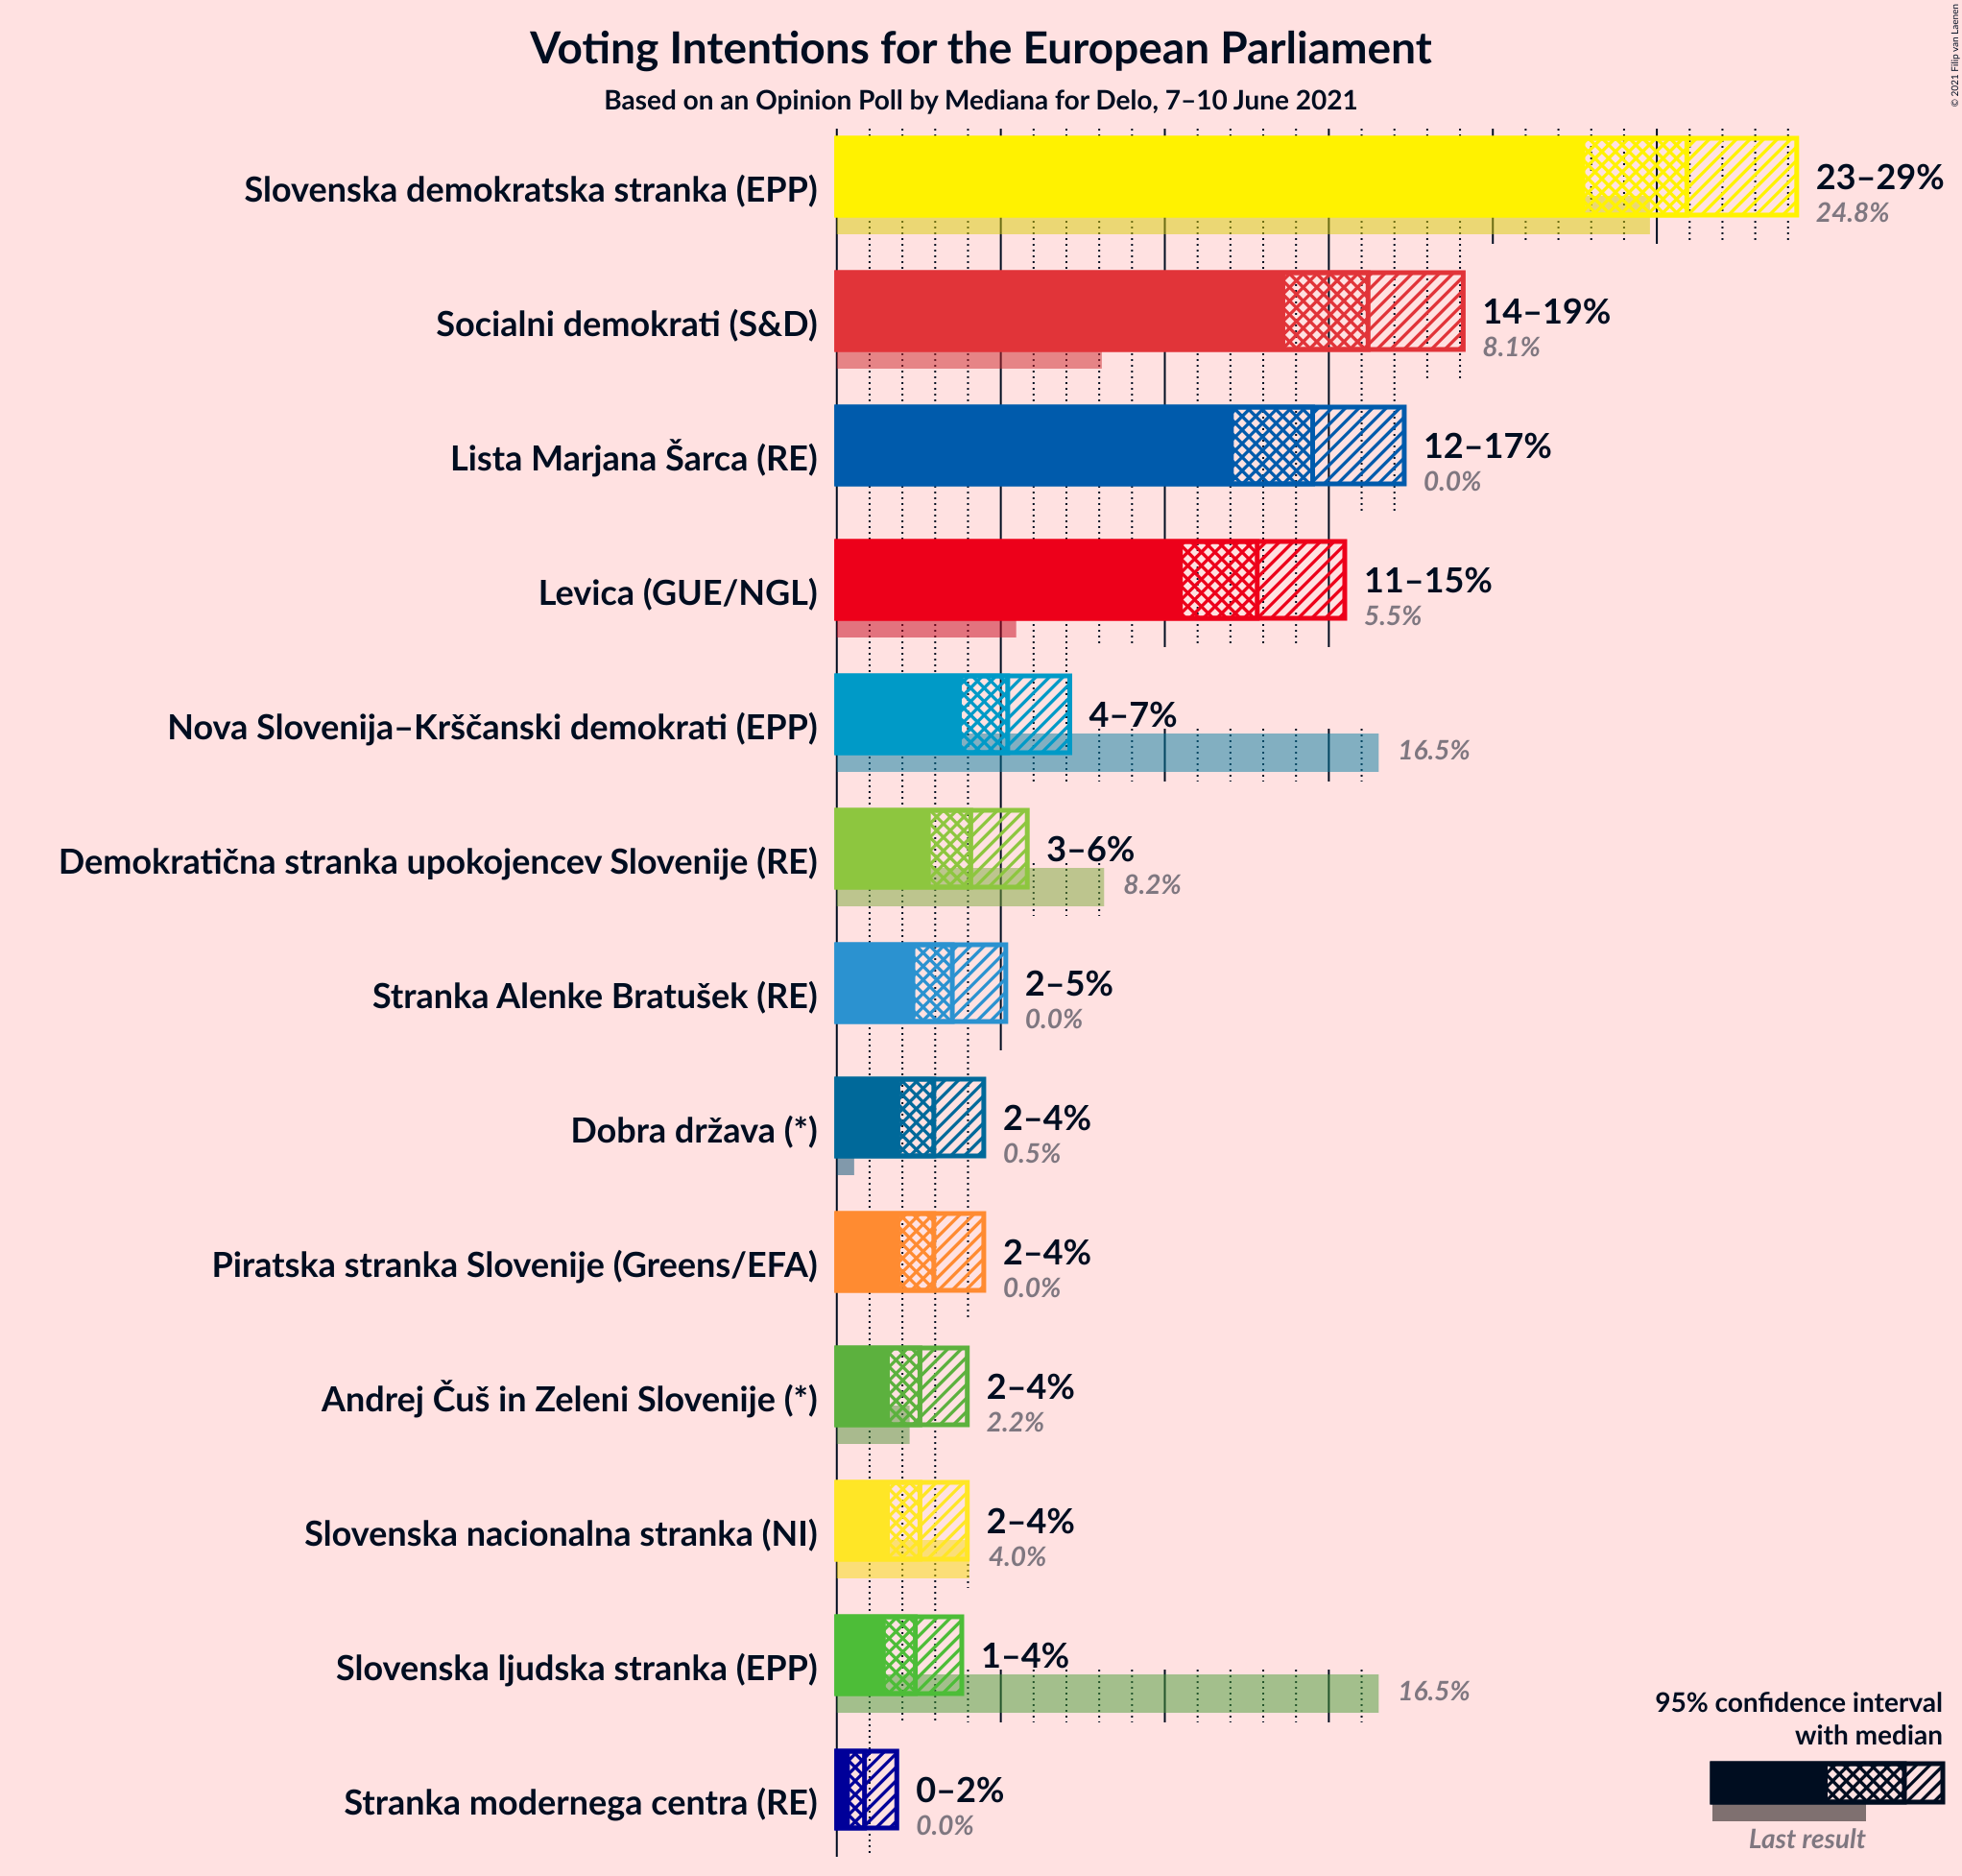 Voting Intentions for the European Parliament
Based on an Opinion Poll by Mediana for Delo, 7–10 June 2021
© 2021 Filip van Laenen
Slovenska demokratska stranka (EPP)
23–29%
24.8%
Socialni demokrati (S&D)
14–19%
8.1%
Lista Marjana Šarca (RE)
12–17%
0.0%
Levica (GUE/NGL)
11–15%
5.5%
Nova Slovenija–Krščanski demokrati (EPP)
4–7%
16.5%
Demokratična stranka upokojencev Slovenije (RE)
3–6%
8.2%
Stranka Alenke Bratušek (RE)
2–5%
0.0%
Dobra država (*)
2–4%
0.5%
Piratska stranka Slovenije (Greens/EFA)
2–4%
0.0%
Andrej Čuš in Zeleni Slovenije (*)
2–4%
2.2%
Slovenska nacionalna stranka (NI)
2–4%
4.0%
Slovenska ljudska stranka (EPP)
1–4%
16.5%
Stranka modernega centra (RE)
0–2%
0.0%
95% confidence interval
with median
Last result